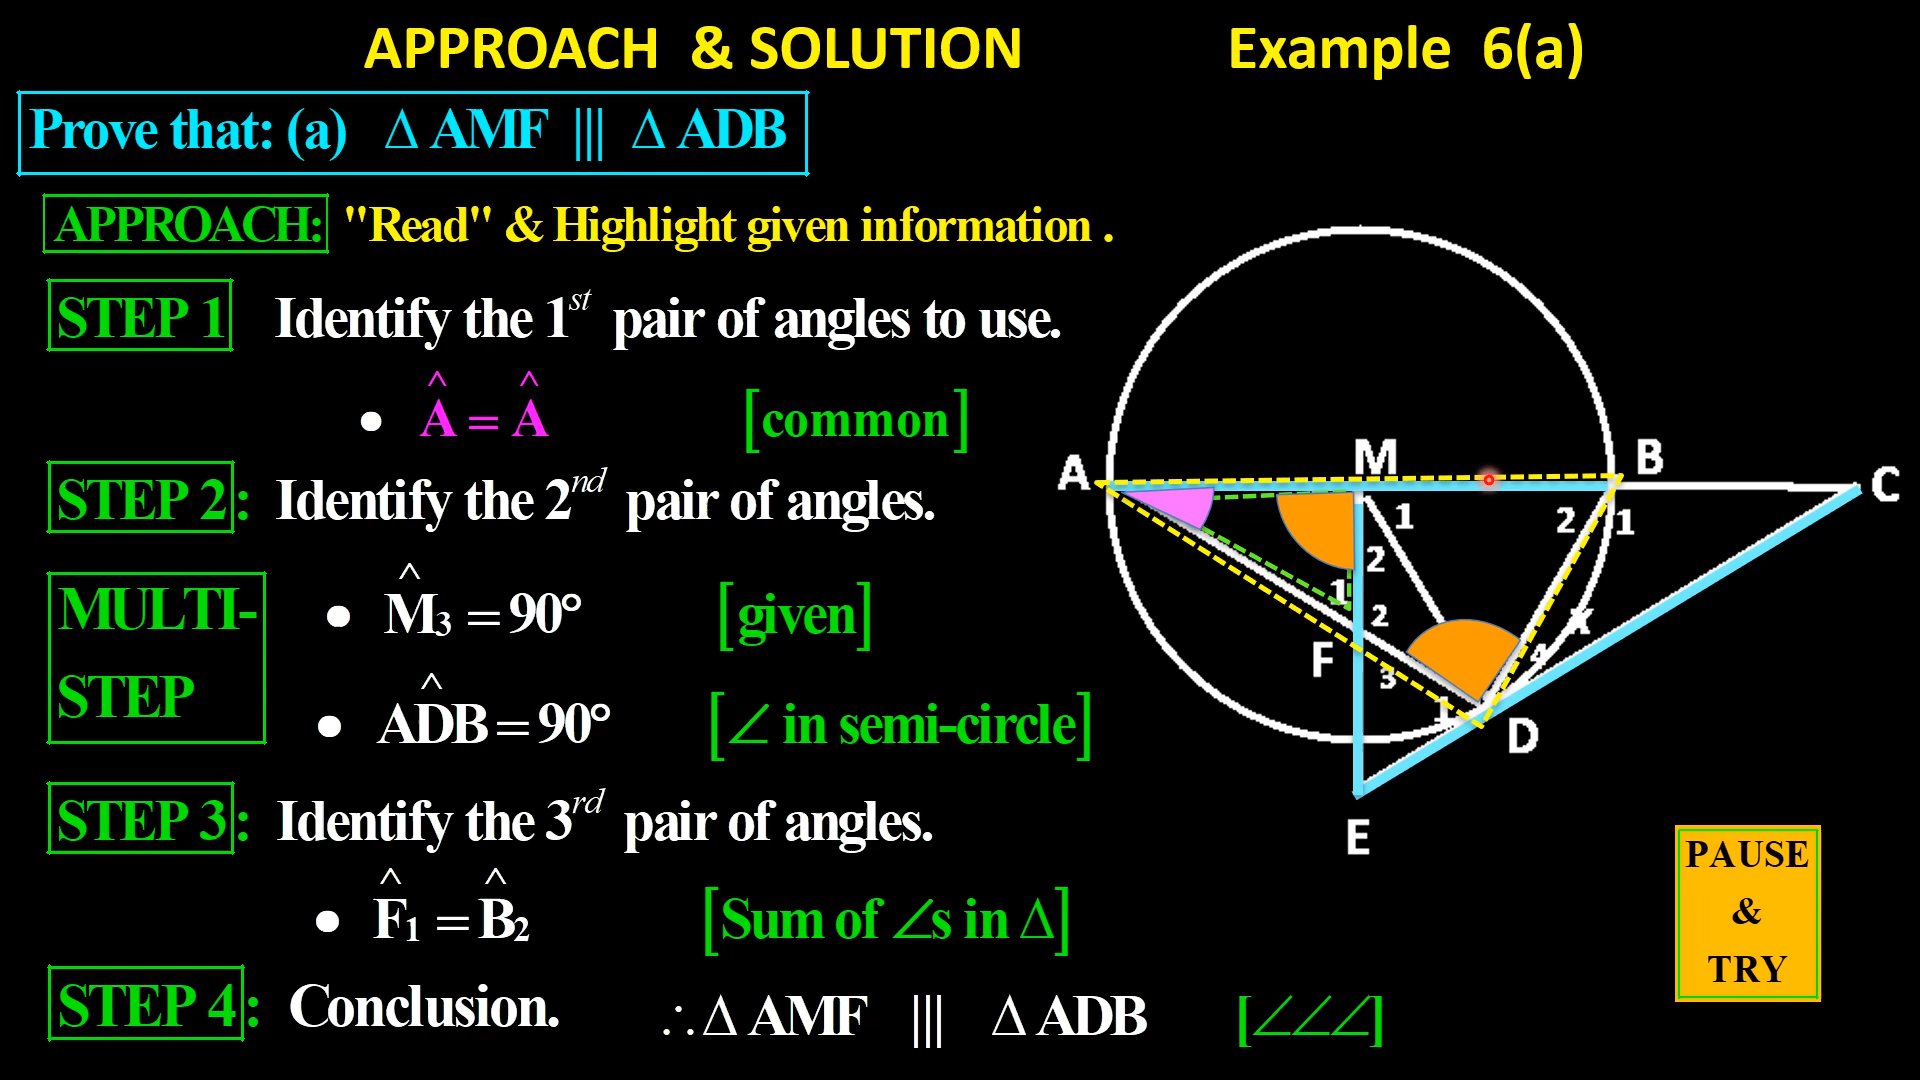 APPROACH & SOLUTION Example 6(a)
Prove that: (a) Δ AMF ||| Δ ADB
APPROACH: "Read" & Highlight given information .
STEP 1 Identify the 1st pair of angles to use.
• Â = Â [common]
STEP 2: Identify the 2nd pair of angles.
MULTI-
STEP
• M̂3 = 90° [given]
• AD̂B = 90° [∠ in semi-circle]
STEP 3: Identify the 3rd pair of angles.
• F̂1 = B̂2 [Sum of ∠s in Δ]
STEP 4: Conclusion. ∴ Δ AMF ||| Δ ADB [∠∠∠]
A
M
B
C
1
2
1
2
1
2
x
F
3
4
1
D
E
PAUSE
&
TRY